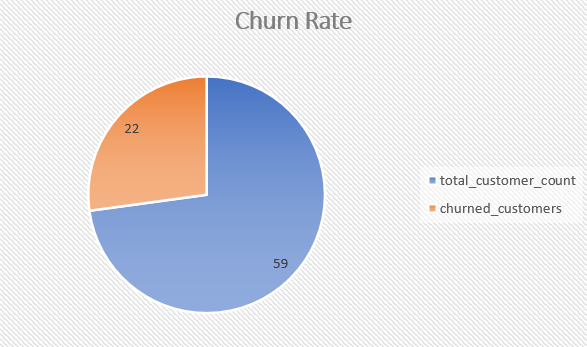 Churn Rate
22
59
total_customer_count
churned_customers